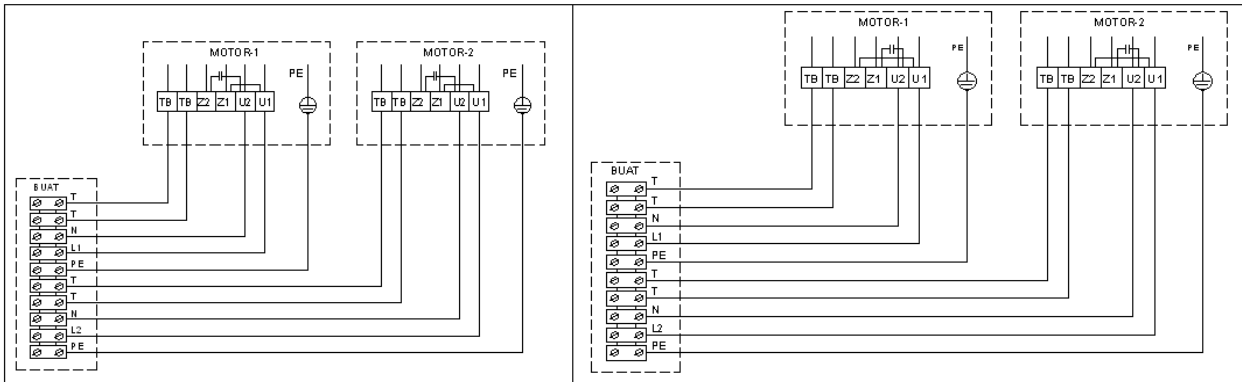 MOTOR-1
MOTOR-2
PE
PE
TB TB Z2 Z1 U2 U1
TB TB Z2 Z1 U2 U1
BUAT
T
T
N
L1
PE
T
T
N
L2
PE
MOTOR-1
MOTOR-2
PE
PE
TB TB Z2 Z1 U2 U1
TB TB Z2 Z1 U2 U1
BUAT
T
T
N
L1
PE
T
T
N
L2
PE